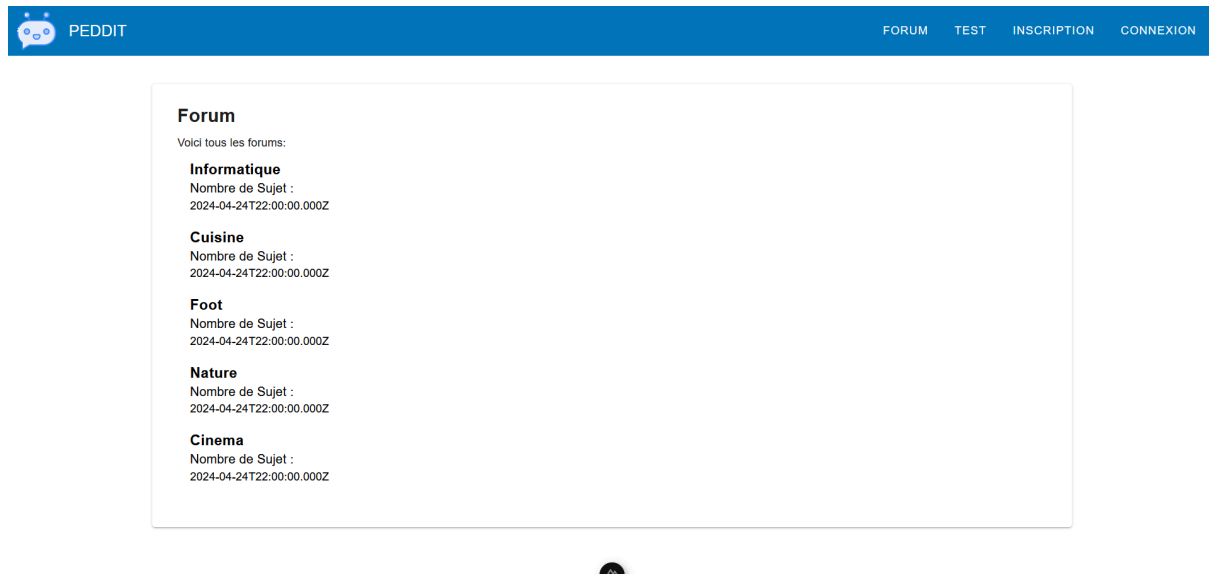 PEDDIT
FORUM TEST INSCRIPTION CONNEXION
Forum
Voici tous les forums:
Informatique
Nombre de Sujet :
2024-04-24T22:00:00.000Z
Cuisine
Nombre de Sujet :
2024-04-24T22:00:00.000Z
Foot
Nombre de Sujet :
2024-04-24T22:00:00.000Z
Nature
Nombre de Sujet :
2024-04-24T22:00:00.000Z
Cinema
Nombre de Sujet :
2024-04-24T22:00:00.000Z